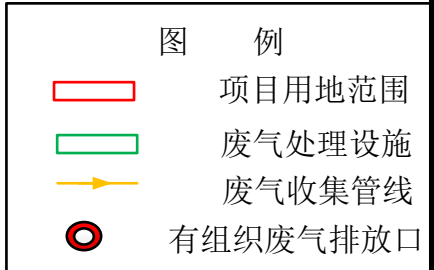 图 例
项目用地范围
废气处理设施
废气收集管线
有组织废气排放口